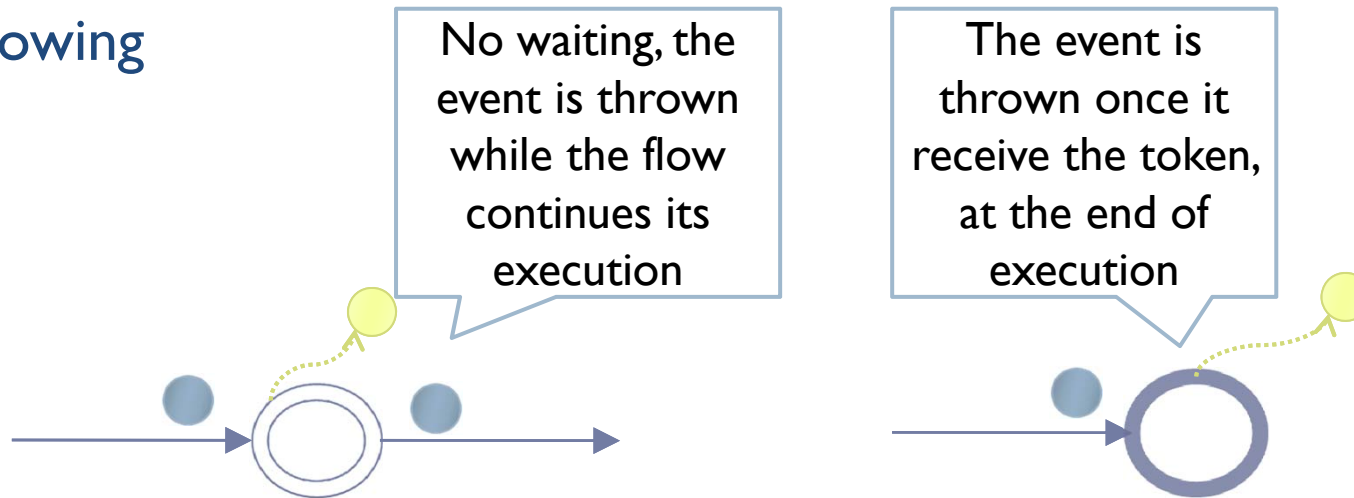 owing
No waiting, the
event is thrown
while the flow
continues its
execution
The event is
thrown once it
receive the token,
at the end of
execution